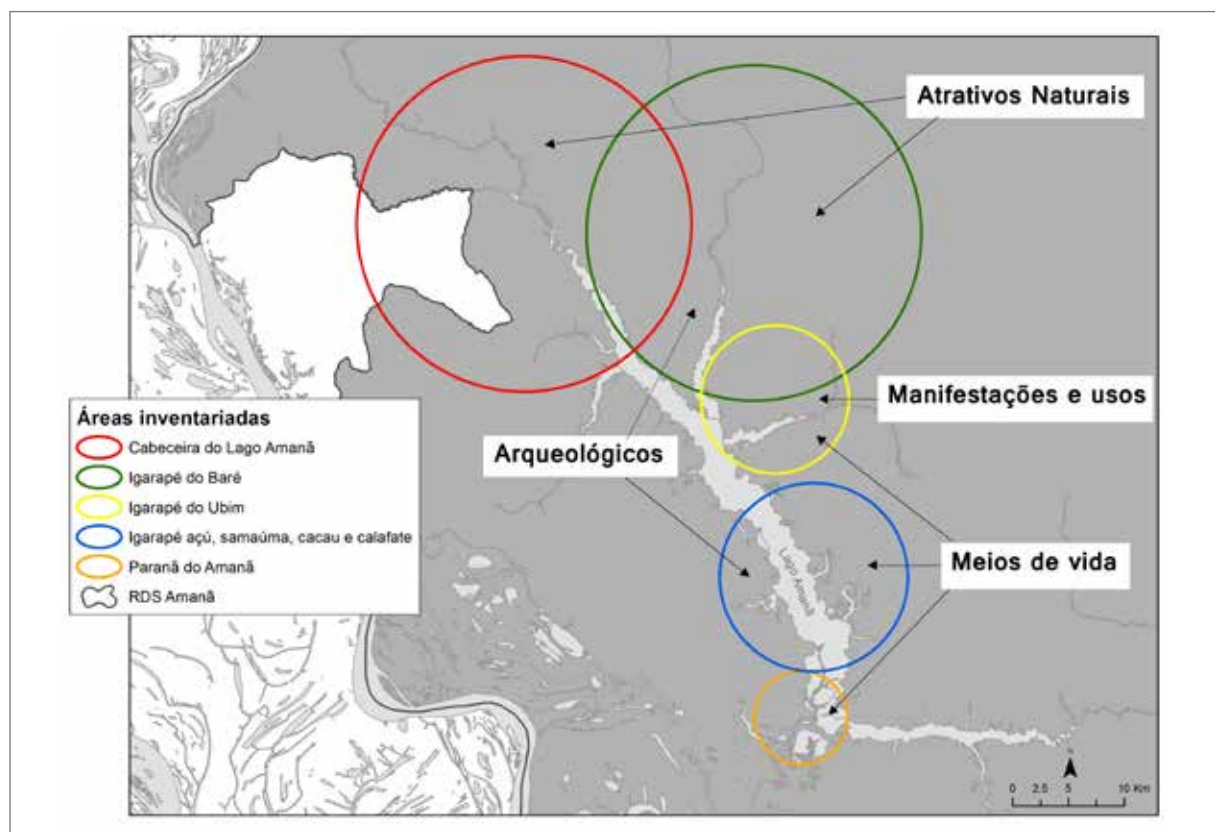 Atrativos Naturais
Manifestações e usos
Arqueológicos
Meios de vida
Lago Amanã
Áreas inventariadas
Cabeceira do Lago Amanã
Igarapé do Baré
Igarapé do Ubim
Igarapé açú, samaúma, cacau e calafate
Paranã do Amanã
RDS Amanã
N
0 2.5 5 10 Km